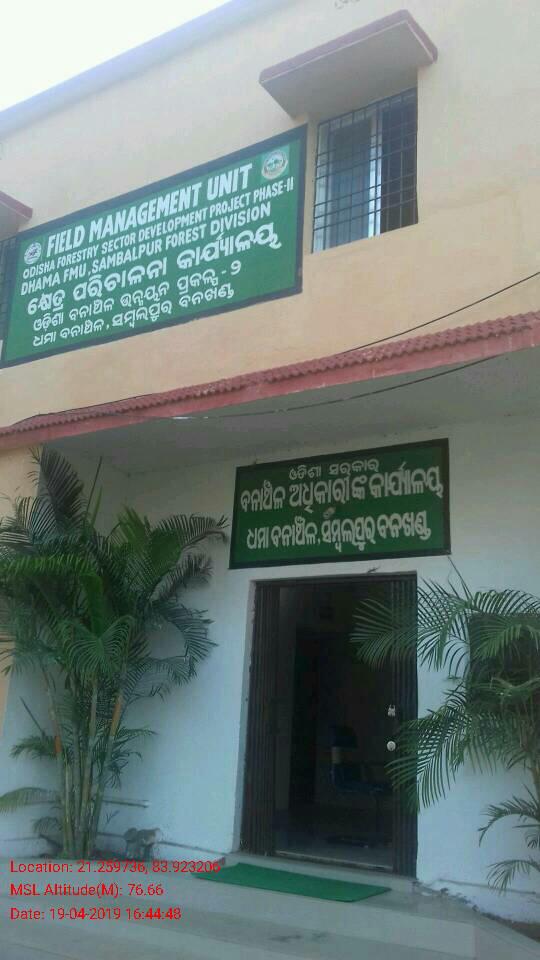 FIELD MANAGEMENT UNIT
ODISHA FORESTRY SECTOR DEVELOPMENT PROJECT PHASE-II
DHAMA FMU, SAMBALPUR FOREST DIVISION
କ୍ଷେତ୍ର ପରିଚାଳନା କାର୍ଯ୍ୟାଳୟ
ଓଡ଼ିଶା ବନାଞ୍ଚଳ ଉନ୍ନୟନ ପ୍ରକଳ୍ପ - ୨
ଧମା ବନାଞ୍ଚଳ, ସମ୍ବଲପୁର ବନଖଣ୍ଡ
ଓଡିଶା ସରକାର
ବନାଞ୍ଚଳ ଅଧିକାରୀଙ୍କ କାର୍ଯ୍ୟାଳୟ
ଧମା ବନାଞ୍ଚଳ, ସମ୍ବଲପୁର ବନଖଣ୍ଡ
Location: 21.259736, 83.923206
MSL Altitude(M): 76.66
Date: 19-04-2019 16:44:48